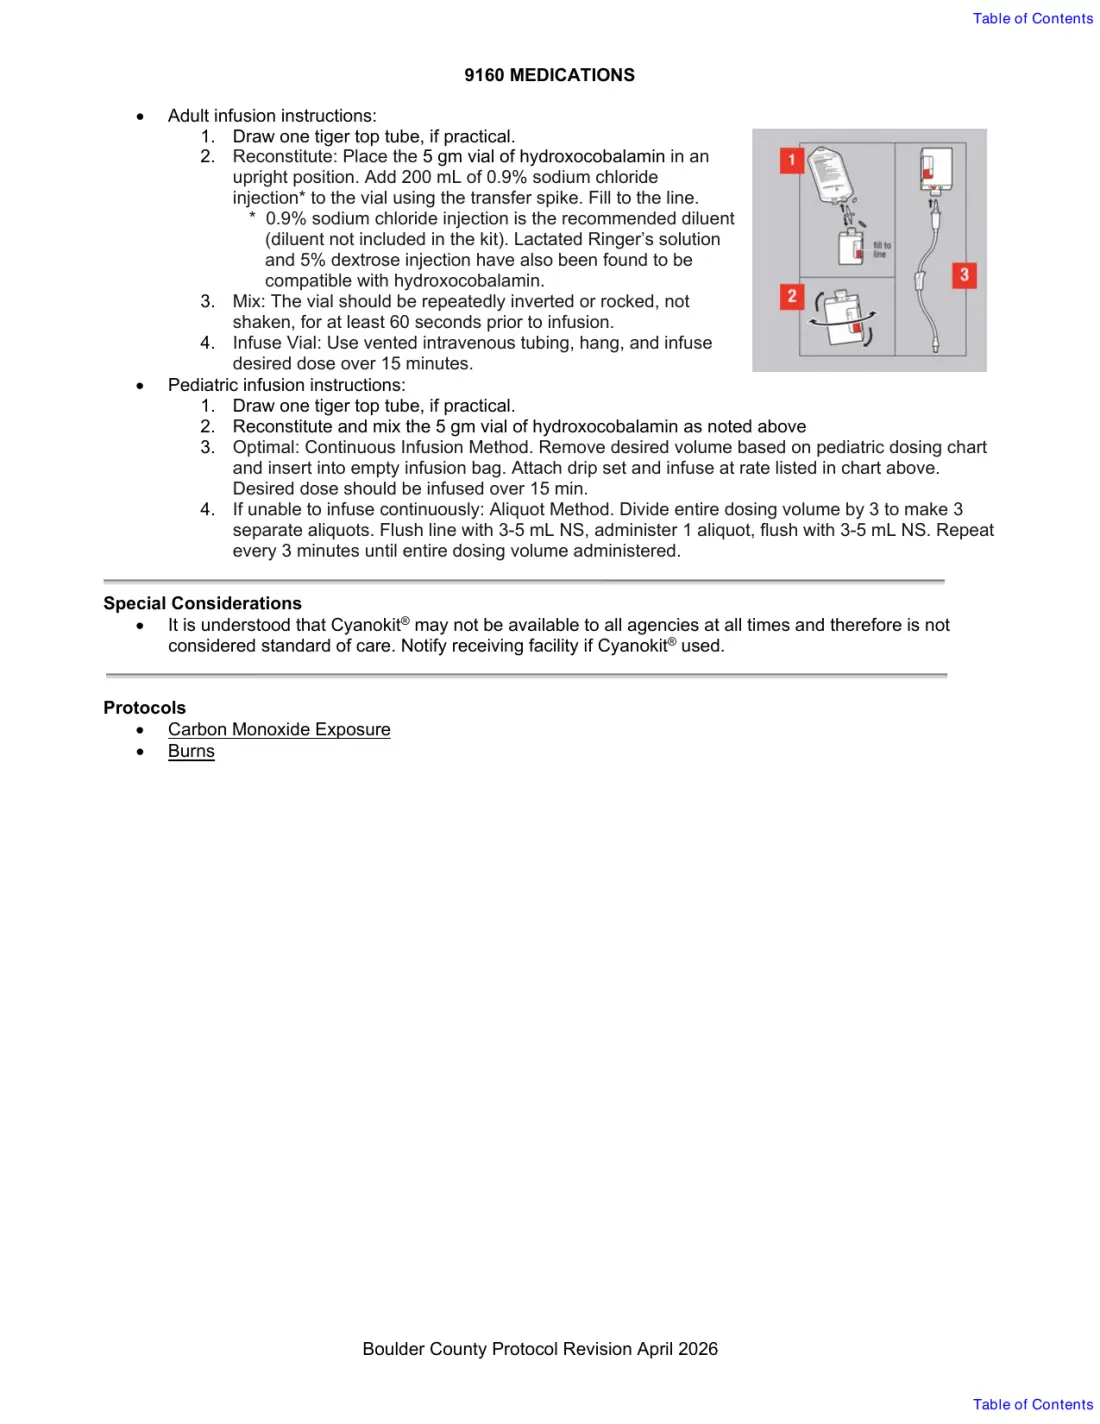 Table of Contents
9160 MEDICATIONS
• Adult infusion instructions:
1. Draw one tiger top tube, if practical.
2. Reconstitute: Place the 5 gm vial of hydroxocobalamin in an
upright position. Add 200 mL of 0.9% sodium chloride
injection* to the vial using the transfer spike. Fill to the line.
* 0.9% sodium chloride injection is the recommended diluent
(diluent not included in the kit). Lactated Ringer’s solution
and 5% dextrose injection have also been found to be
compatible with hydroxocobalamin.
3. Mix: The vial should be repeatedly inverted or rocked, not
shaken, for at least 60 seconds prior to infusion.
4. Infuse Vial: Use vented intravenous tubing, hang, and infuse
desired dose over 15 minutes.
1
fill to
line
2
3
• Pediatric infusion instructions:
1. Draw one tiger top tube, if practical.
2. Reconstitute and mix the 5 gm vial of hydroxocobalamin as noted above
3. Optimal: Continuous Infusion Method. Remove desired volume based on pediatric dosing chart
and insert into empty infusion bag. Attach drip set and infuse at rate listed in chart above.
Desired dose should be infused over 15 min.
4. If unable to infuse continuously: Aliquot Method. Divide entire dosing volume by 3 to make 3
separate aliquots. Flush line with 3-5 mL NS, administer 1 aliquot, flush with 3-5 mL NS. Repeat
every 3 minutes until entire dosing volume administered.
Special Considerations
• It is understood that Cyanokit® may not be available to all agencies at all times and therefore is not
considered standard of care. Notify receiving facility if Cyanokit® used.
Protocols
• Carbon Monoxide Exposure
• Burns
Boulder County Protocol Revision April 2026
Table of Contents